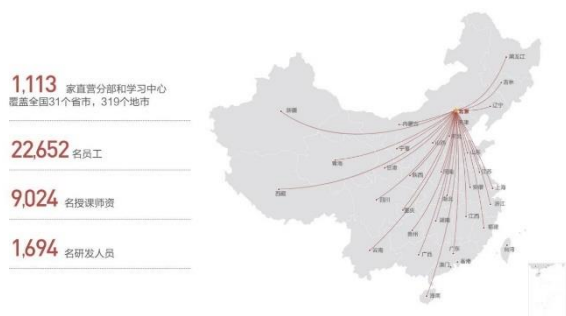 1,113 家直营分部和学习中心
覆盖全国31个省市，319个地市
22,652 名员工
9,024 名授课师资
1,694 名研发人员
黑龙江
吉林
辽宁
北京
天津
内蒙古
新疆
河北
山西
山东
宁夏
青海
甘肃
陕西
河南
江苏
安徽
上海
西藏
四川
重庆
湖北
浙江
湖南
江西
福建
贵州
云南
广西
广东
台湾
澳门
香港
海南